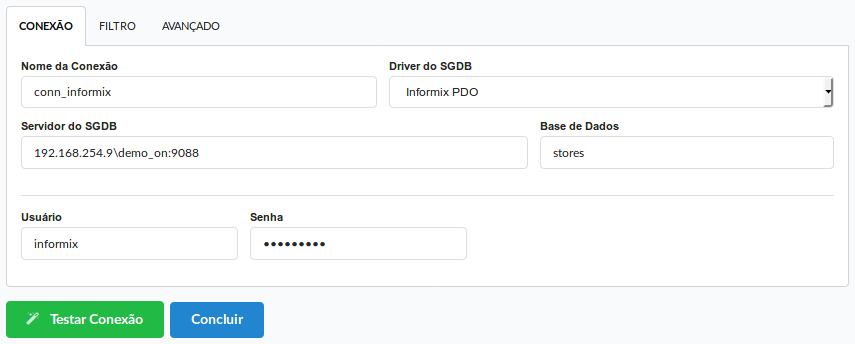 CONEXÃO FILTRO AVANÇADO
Nome da Conexão Driver do SGDB
conn_informix Informix PDO
Servidor do SGDB Base de Dados
192.168.254.9\demo_on:9088 stores
Usuário Senha
informix •••••••••
Testar Conexão Concluir